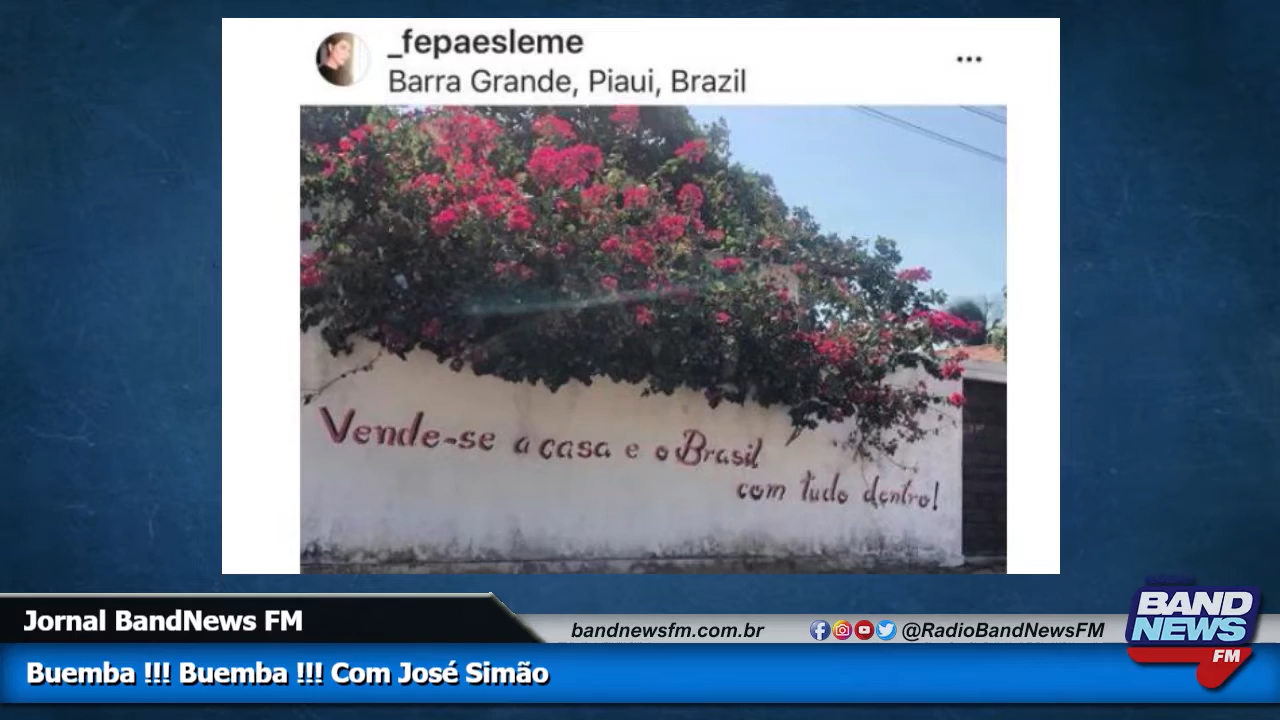 _fepaesleme
Barra Grande, Piaui, Brazil
Vende-se a casa e o Brasil
com tudo dentro!
Jornal BandNews FM
bandnewsfm.com.br
@RadioBandNewsFM
BAND
NEWS
FM
Buemba !!! Buemba !!! Com José Simão